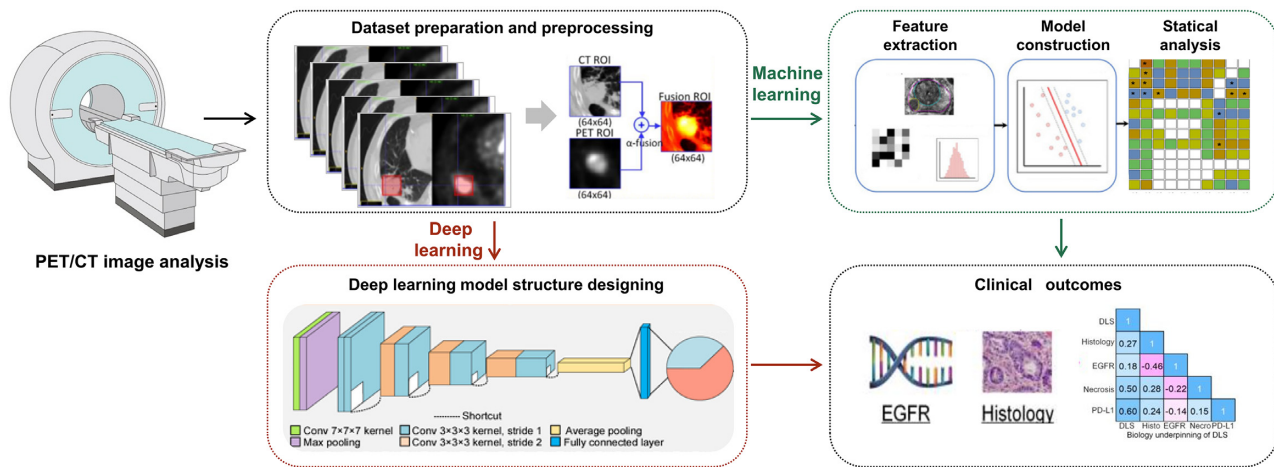 PET/CT image analysis
Dataset preparation and preprocessing
CT ROI
(64x64)
PET ROI
(64x64)
α-fusion
Fusion ROI
(64x64)
Machine
learning
Feature
extraction
Model
construction
Statical
analysis
Deep
learning
Deep learning model structure designing
Shortcut
Conv 7×7×7 kernel
Conv 3×3×3 kernel, stride 1
Average pooling
Max pooling
Conv 3×3×3 kernel, stride 2
Fully connected layer
Clinical outcomes
EGFR
Histology
DLS 1
Histology 0.27 1
EGFR 0.18 -0.46 1
Necrosis 0.50 0.28 -0.22 1
PD-L1 0.60 0.24 -0.14 0.15 1
DLS Histo EGFR Necro PD-L1
Biology underpinning of DLS